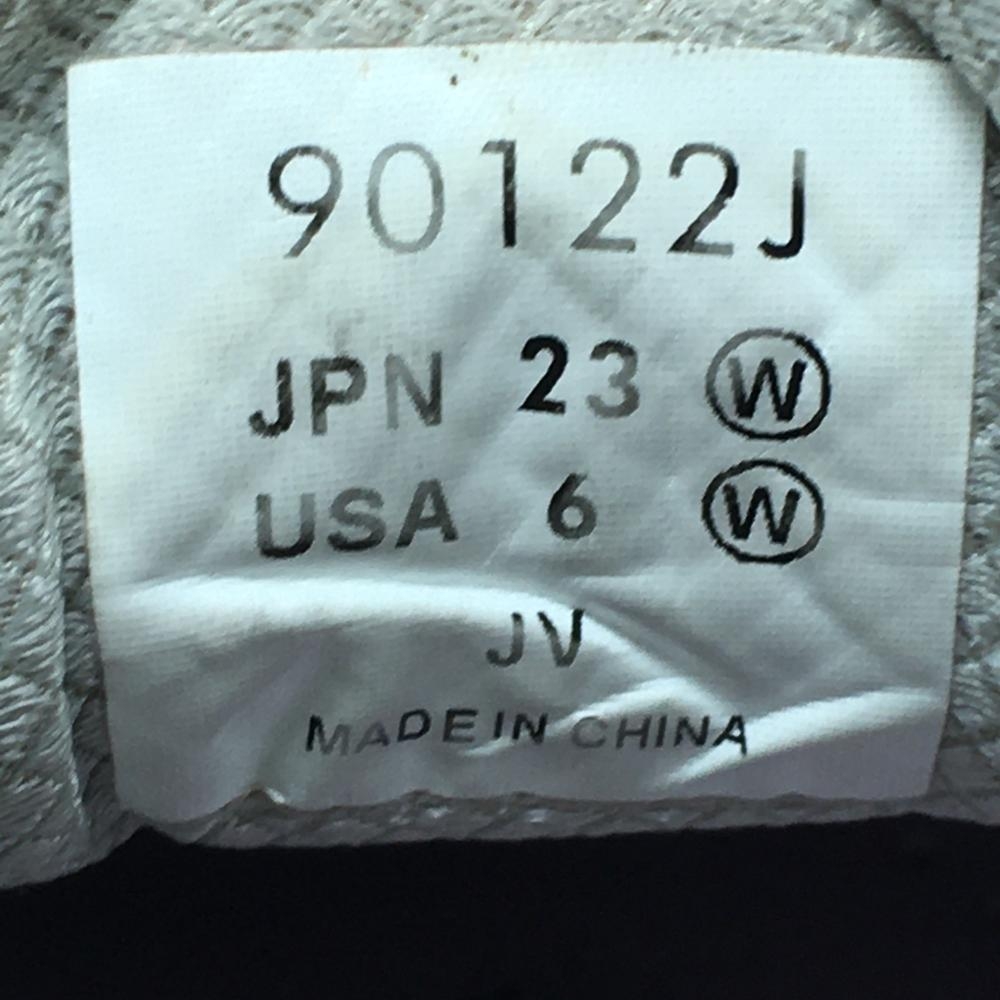 90122J
JPN 23 Ⓦ
USA 6 Ⓦ
JV
MADE IN CHINA